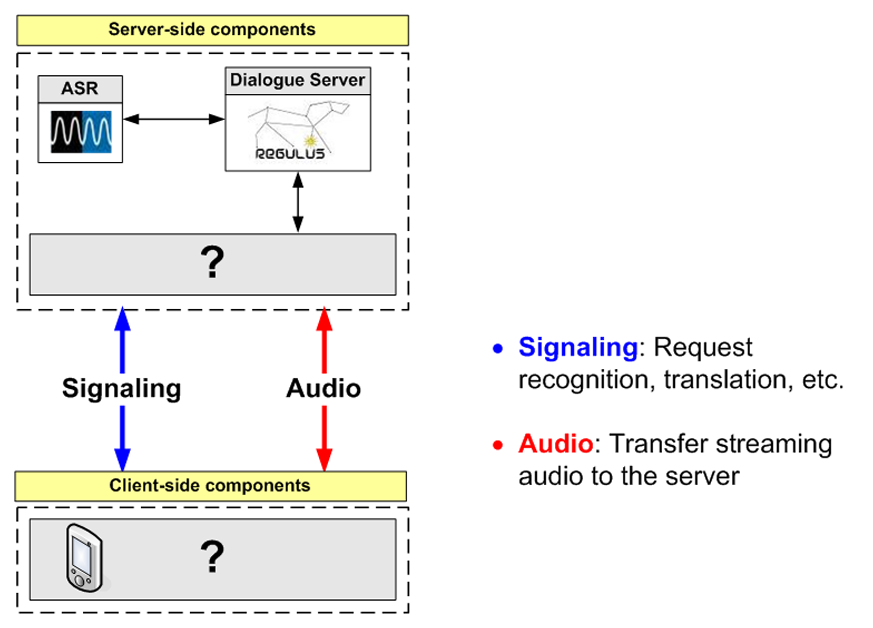 Server-side components
ASR
Dialogue Server
REGULUS
?
Signaling
Audio
• Signaling: Request
recognition, translation, etc.
• Audio: Transfer streaming
audio to the server
Client-side components
?